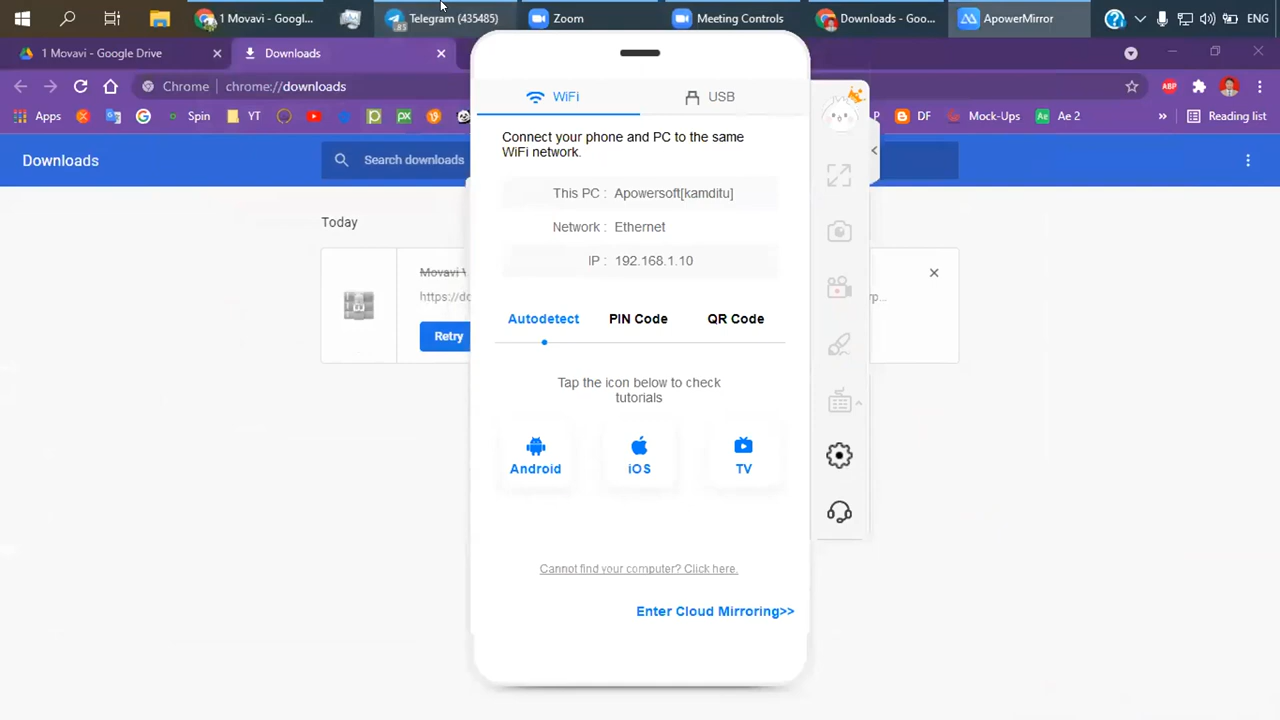 1 Movavi - Googl...
Telegram (435485)
Zoom
Meeting Controls
Downloads - Goo...
ApowerMirror
?
ENG
1 Movavi - Google Drive
Downloads
Chrome
chrome://downloads
ABP
Apps
Spin
YT
DF
Mock-Ups
Ae 2
Reading list
Downloads
Search downloads
Today
Movavi
https://do
rp...
Retry
WiFi
USB
Connect your phone and PC to the same
WiFi network.
This PC : Apowersoft[kamditu]
Network : Ethernet
IP : 192.168.1.10
Autodetect
PIN Code
QR Code
Tap the icon below to check
tutorials
Android
iOS
TV
Cannot find your computer? Click here.
Enter Cloud Mirroring>>